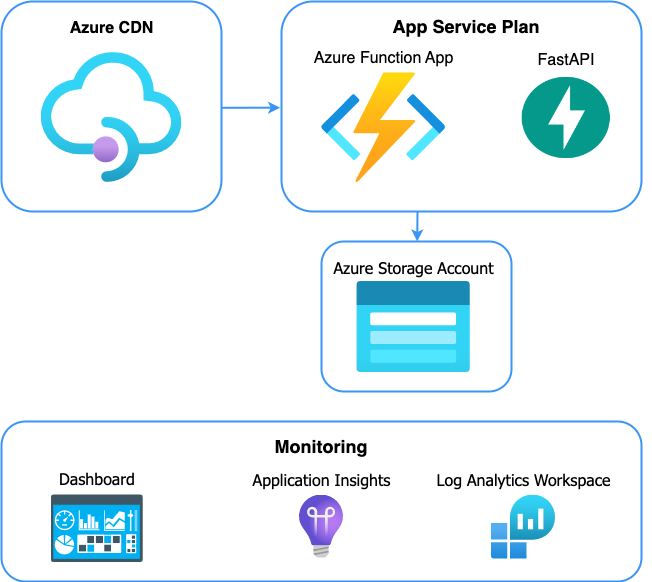 Azure CDN
App Service Plan
Azure Function App
FastAPI
Azure Storage Account
Monitoring
Dashboard
Application Insights
Log Analytics Workspace